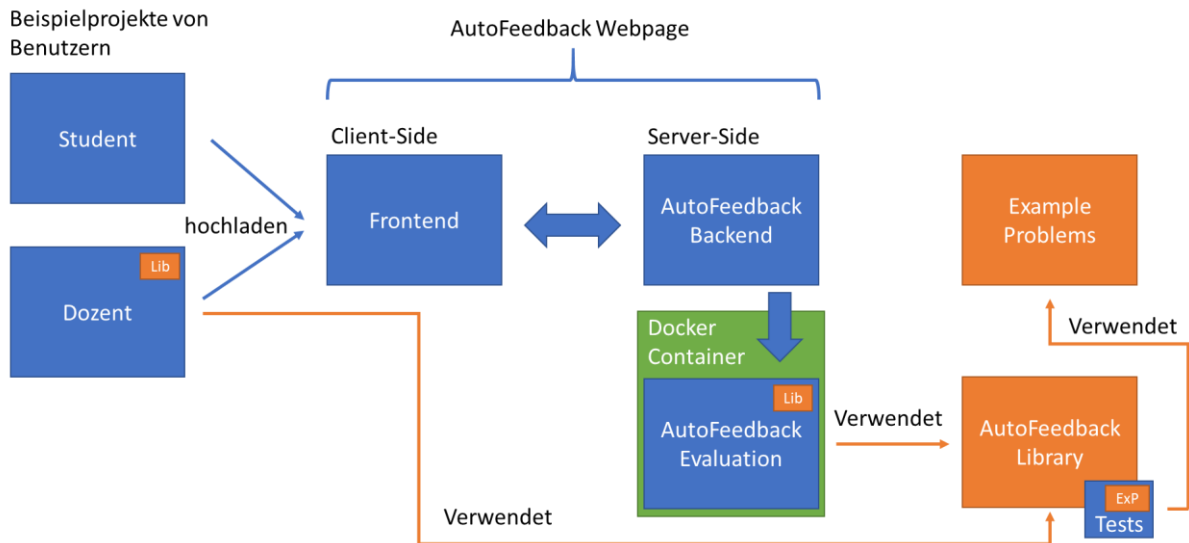 Beispielprojekte von
Benutzern
AutoFeedback Webpage
Student
Client-Side
Server-Side
Frontend
AutoFeedback
Backend
Example
Problems
hochladen
Lib
Dozent
Docker
Container
Verwendet
Lib
AutoFeedback
Evaluation
Verwendet
AutoFeedback
Library
ExP
Tests
Verwendet